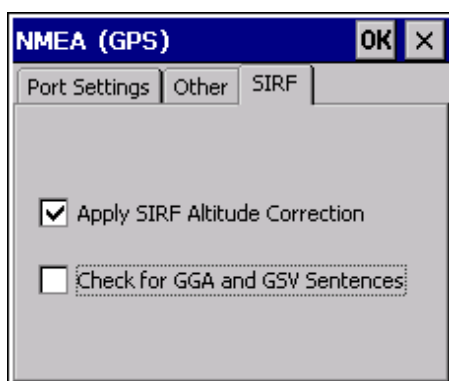 NMEA (GPS) OK ×
Port Settings Other SIRF
Apply SIRF Altitude Correction
Check for GGA and GSV Sentences